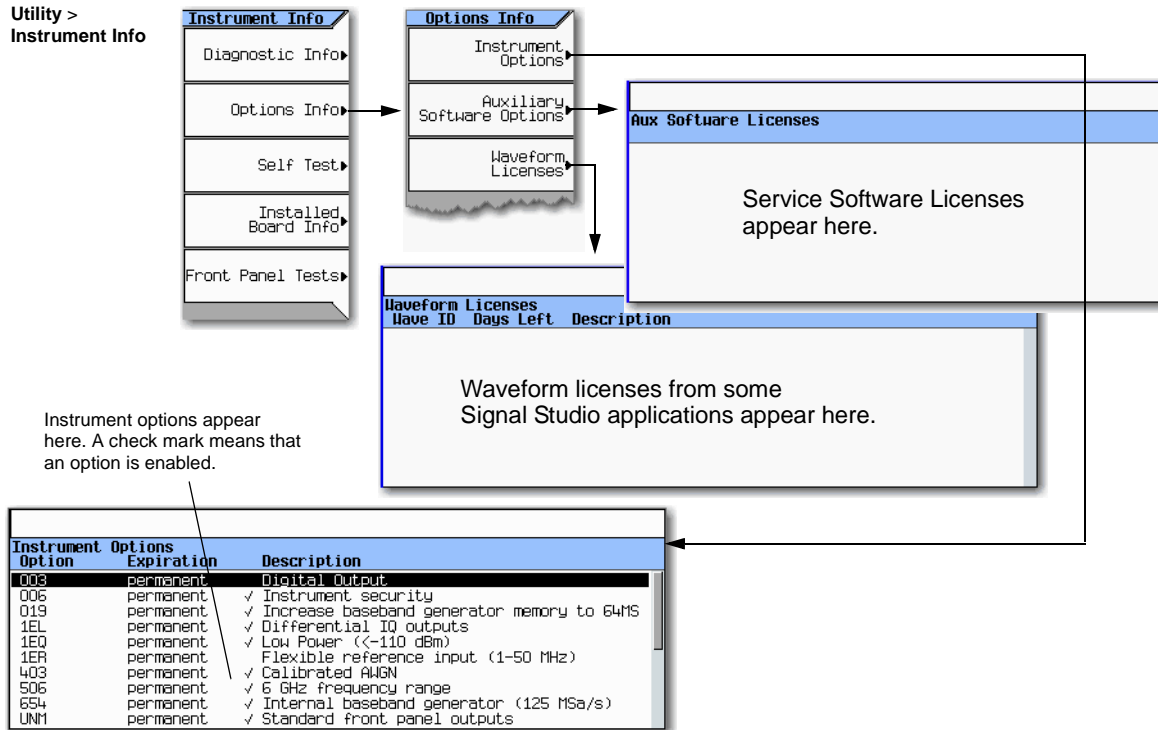 Utility >
Instrument Info
Instrument Info
Diagnostic Info
Options Info
Self Test
Installed
Board Info
Front Panel Tests
Options Info
Instrument
Options
Auxiliary
Software Options
Waveform
Licenses
Aux Software Licenses
Service Software Licenses
appear here.
Waveform Licenses
Wave ID Days Left Description
Waveform licenses from some
Signal Studio applications appear here.
Instrument options appear
here. A check mark means that
an option is enabled.
Instrument Options
Option Expiration Description
003 permanent Digital Output
006 permanent ✓ Instrument security
019 permanent ✓ Increase baseband generator memory to 64MS
1EL permanent ✓ Differential IQ outputs
1EQ permanent ✓ Low Power (<-110 dBm)
1ER permanent Flexible reference input (1-50 MHz)
403 permanent ✓ Calibrated AWGN
506 permanent ✓ 6 GHz frequency range
654 permanent ✓ Internal baseband generator (125 MSa/s)
UNM permanent ✓ Standard front panel outputs